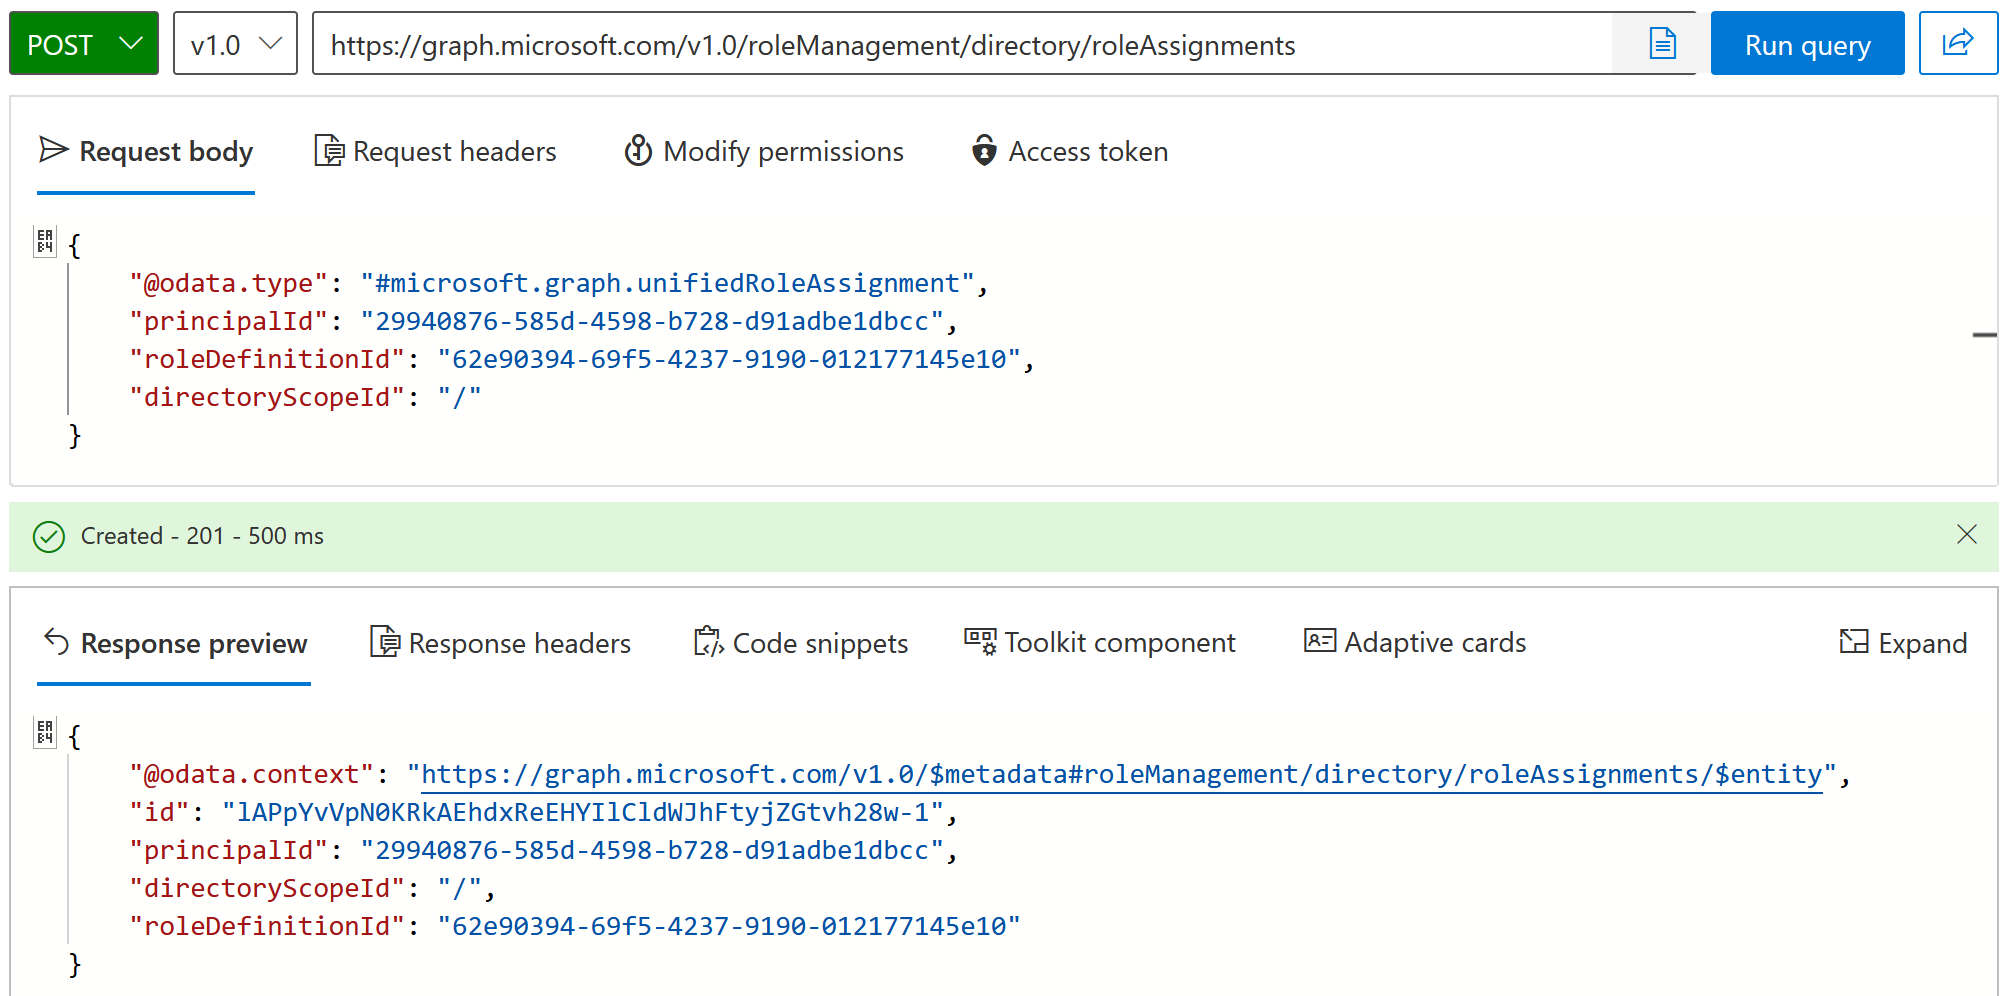 POST v1.0 https://graph.microsoft.com/v1.0/roleManagement/directory/roleAssignments Run query
Request body Request headers Modify permissions Access token
{
"@odata.type": "#microsoft.graph.unifiedRoleAssignment",
"principalId": "29940876-585d-4598-b728-d91adbe1dbcc",
"roleDefinitionId": "62e90394-69f5-4237-9190-012177145e10",
"directoryScopeId": "/"
}
Created - 201 - 500 ms
Response preview Response headers Code snippets Toolkit component Adaptive cards Expand
{
"@odata.context": "https://graph.microsoft.com/v1.0/$metadata#roleManagement/directory/roleAssignments/$entity",
"id": "lAPpYvVpN0KRkAEhdxReEHYIlCldWJhFtyjZGtvh28w-1",
"principalId": "29940876-585d-4598-b728-d91adbe1dbcc",
"directoryScopeId": "/",
"roleDefinitionId": "62e90394-69f5-4237-9190-012177145e10"
}